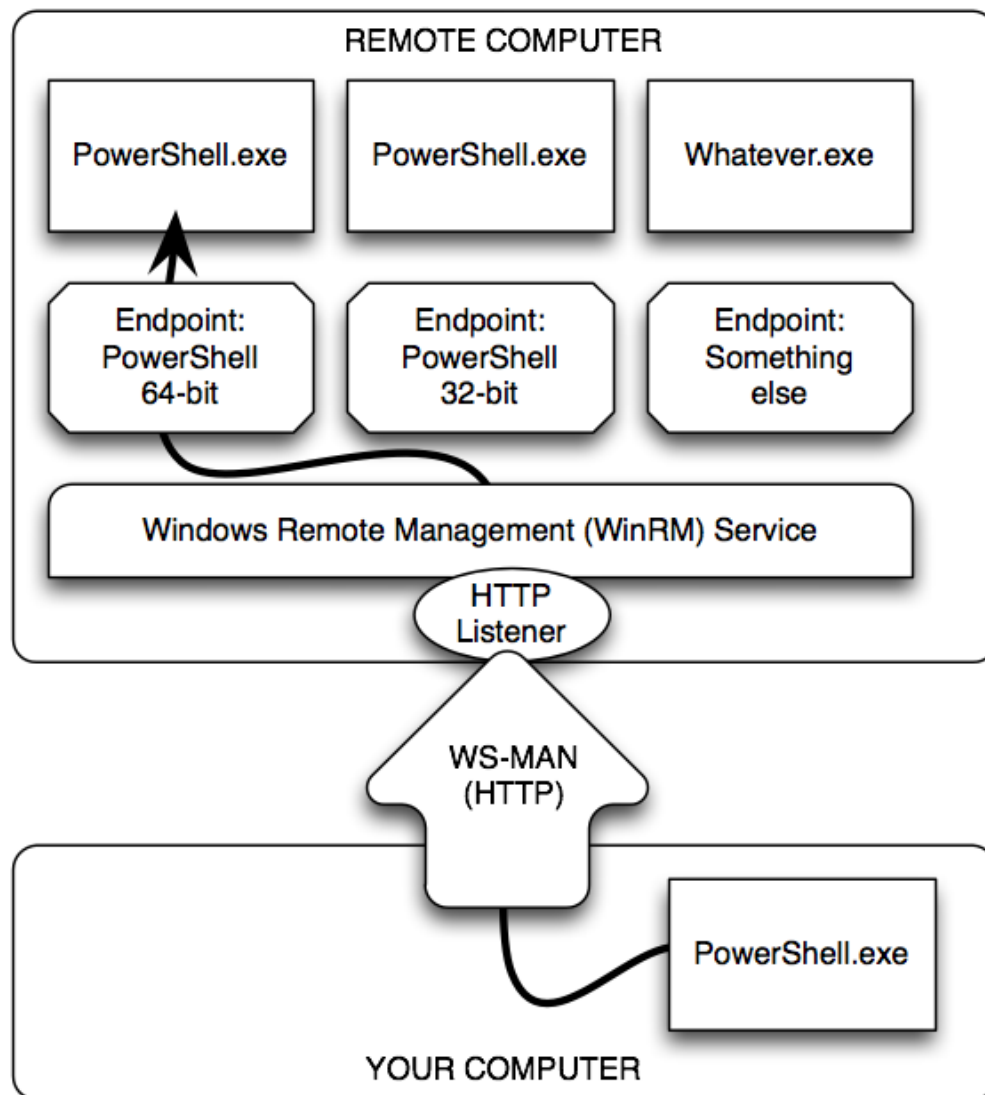 REMOTE COMPUTER
PowerShell.exe
PowerShell.exe
Whatever.exe
Endpoint:
PowerShell
64-bit
Endpoint:
PowerShell
32-bit
Endpoint:
Something
else
Windows Remote Management (WinRM) Service
HTTP
Listener
WS-MAN
(HTTP)
PowerShell.exe
YOUR COMPUTER